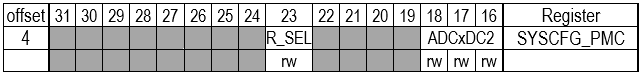 offset 31 30 29 28 27 26 25 24 23 22 21 20 19 18 17 16 Register
4 R_SEL ADCxDC2 SYSCFG_PMC
rw rw rw rw